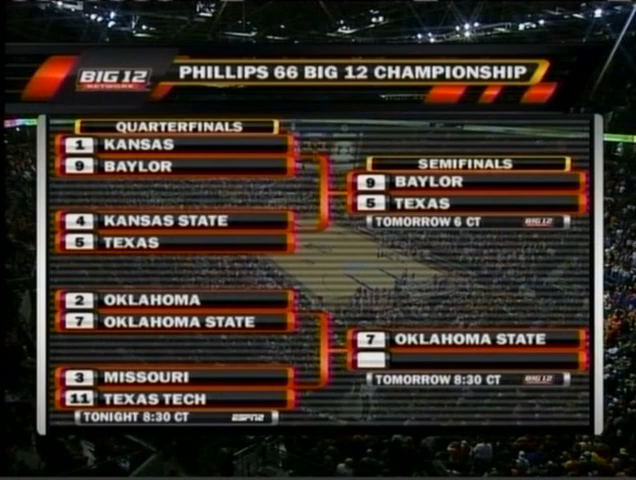 BIG 12
NETWORK
PHILLIPS 66 BIG 12 CHAMPIONSHIP
QUARTERFINALS
1 KANSAS
9 BAYLOR
4 KANSAS STATE
5 TEXAS
2 OKLAHOMA
7 OKLAHOMA STATE
3 MISSOURI
11 TEXAS TECH
TONIGHT 8:30 CT ESPN2
SEMIFINALS
9 BAYLOR
5 TEXAS
TOMORROW 6 CT BIG 12
7 OKLAHOMA STATE
TOMORROW 8:30 CT BIG 12